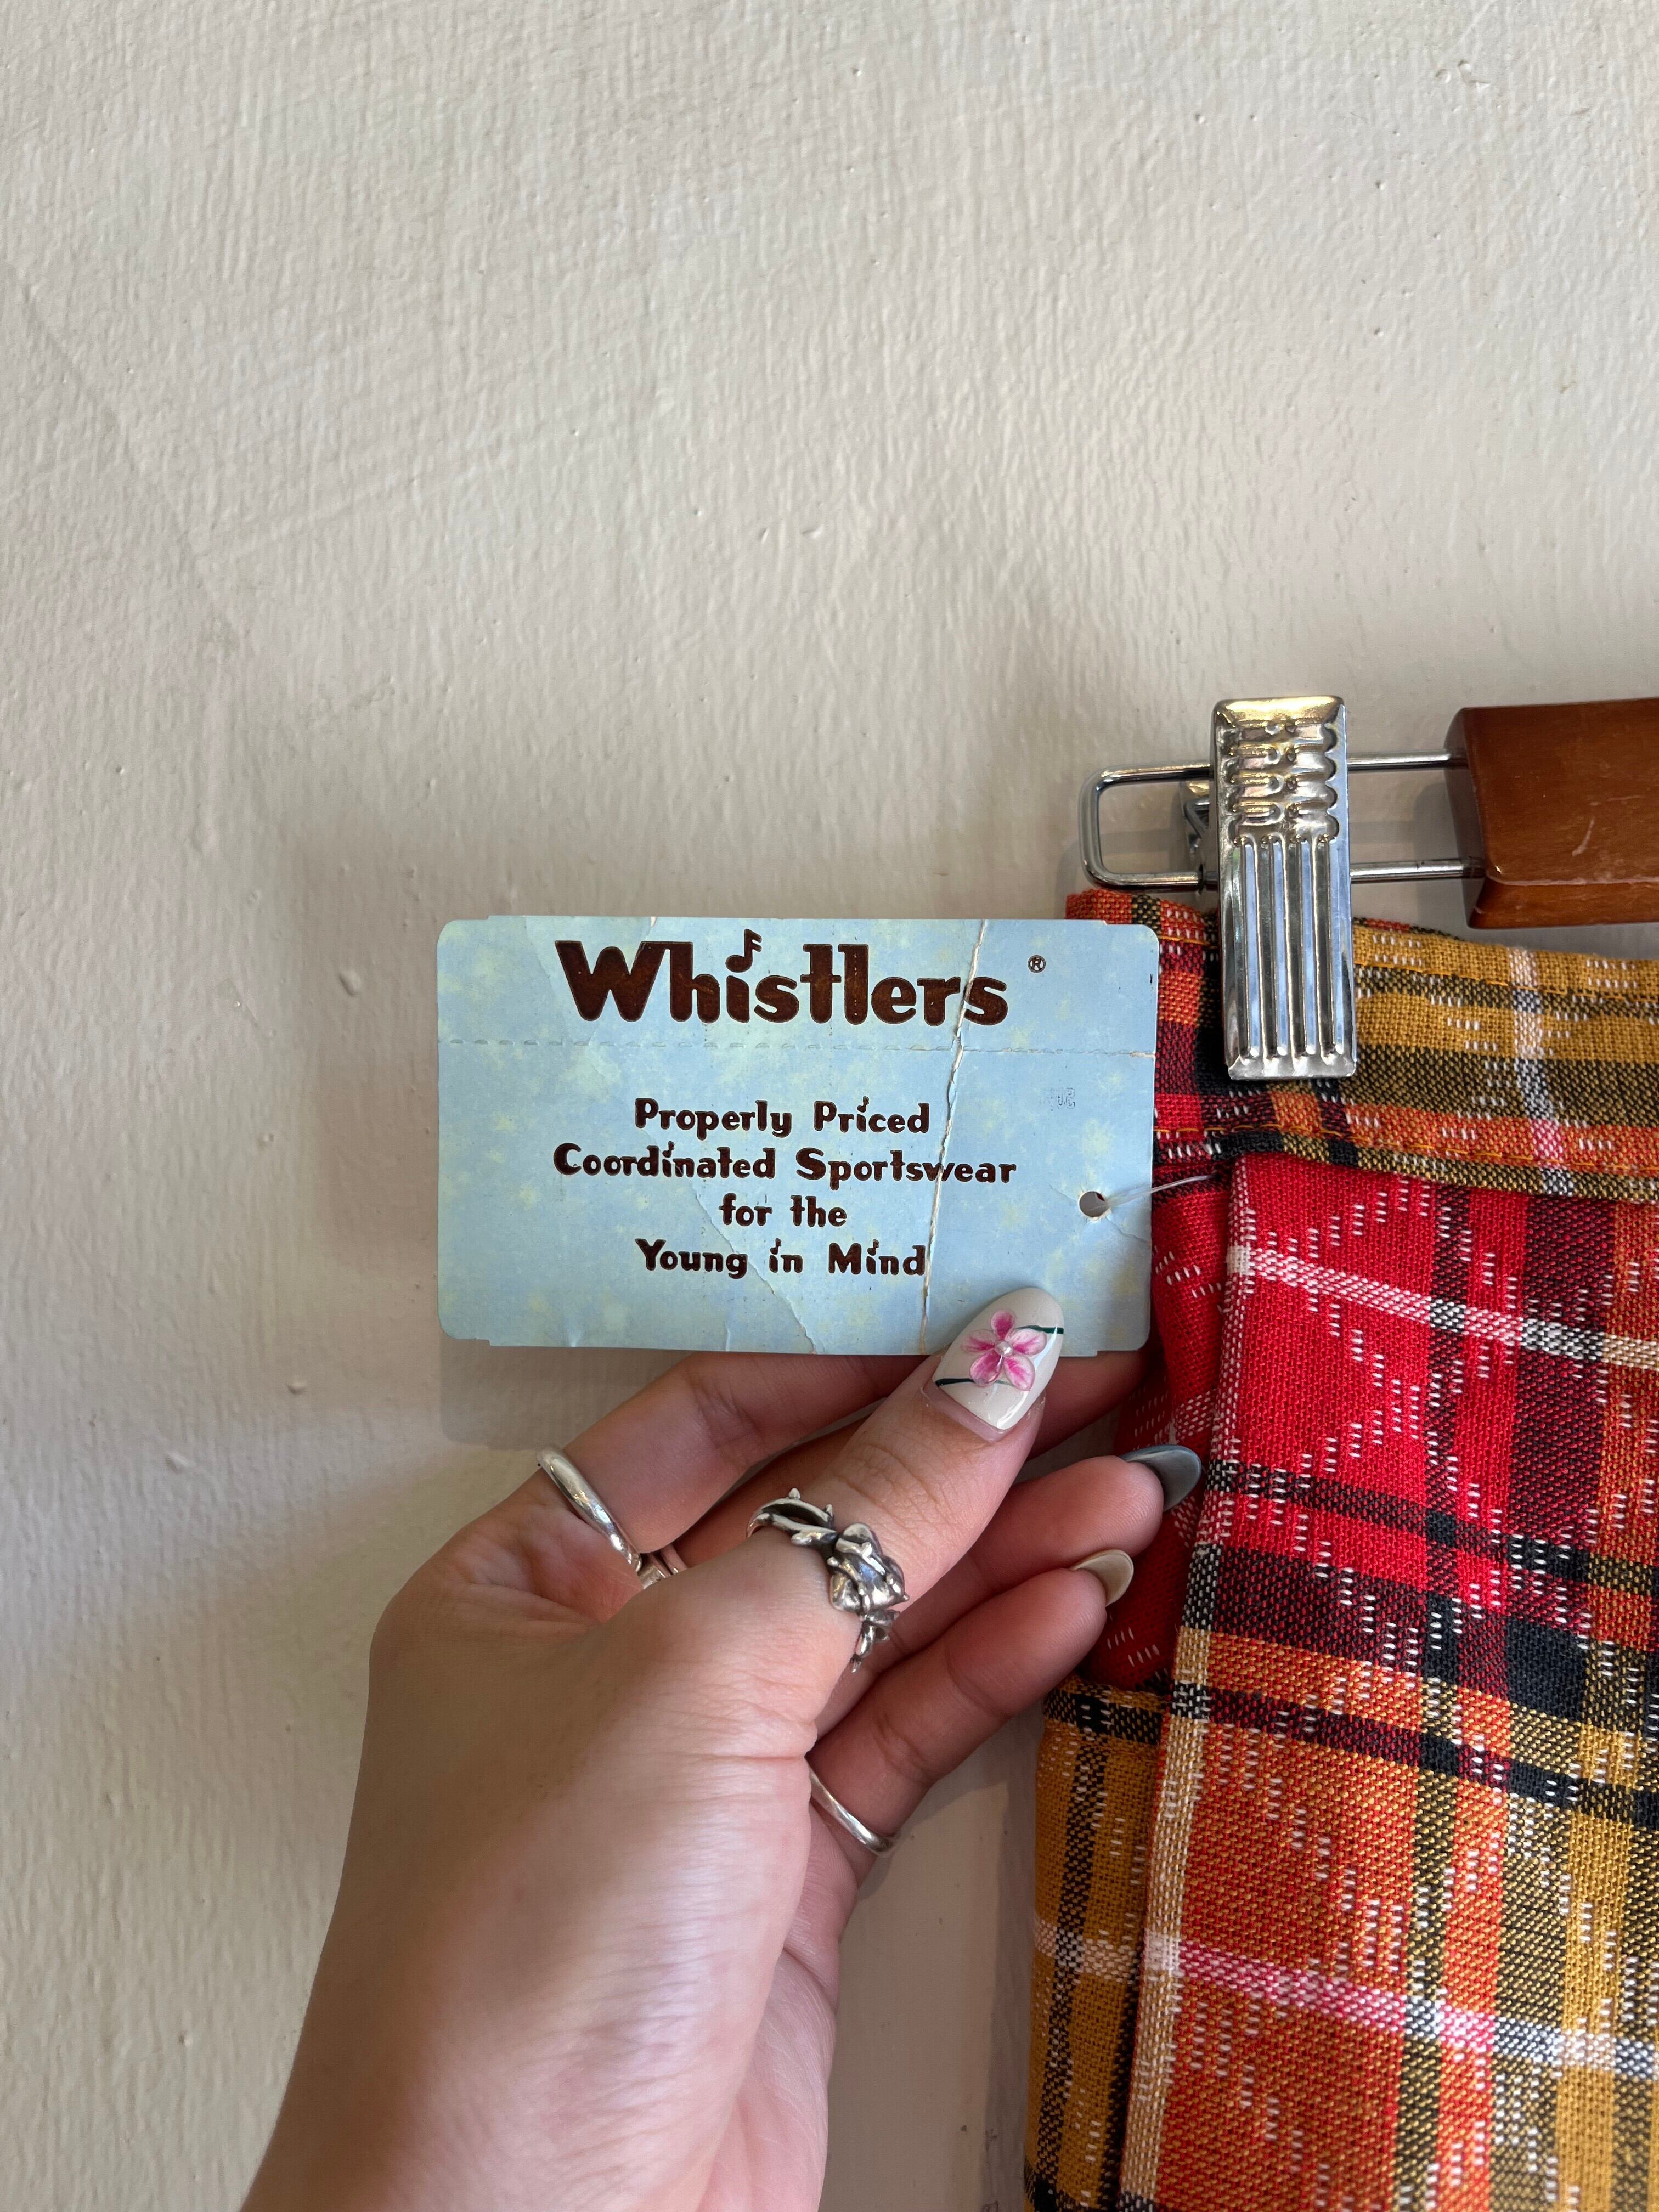 Whistlers ®
Properly Priced
Coordinated Sportswear
for the
Young in Mind